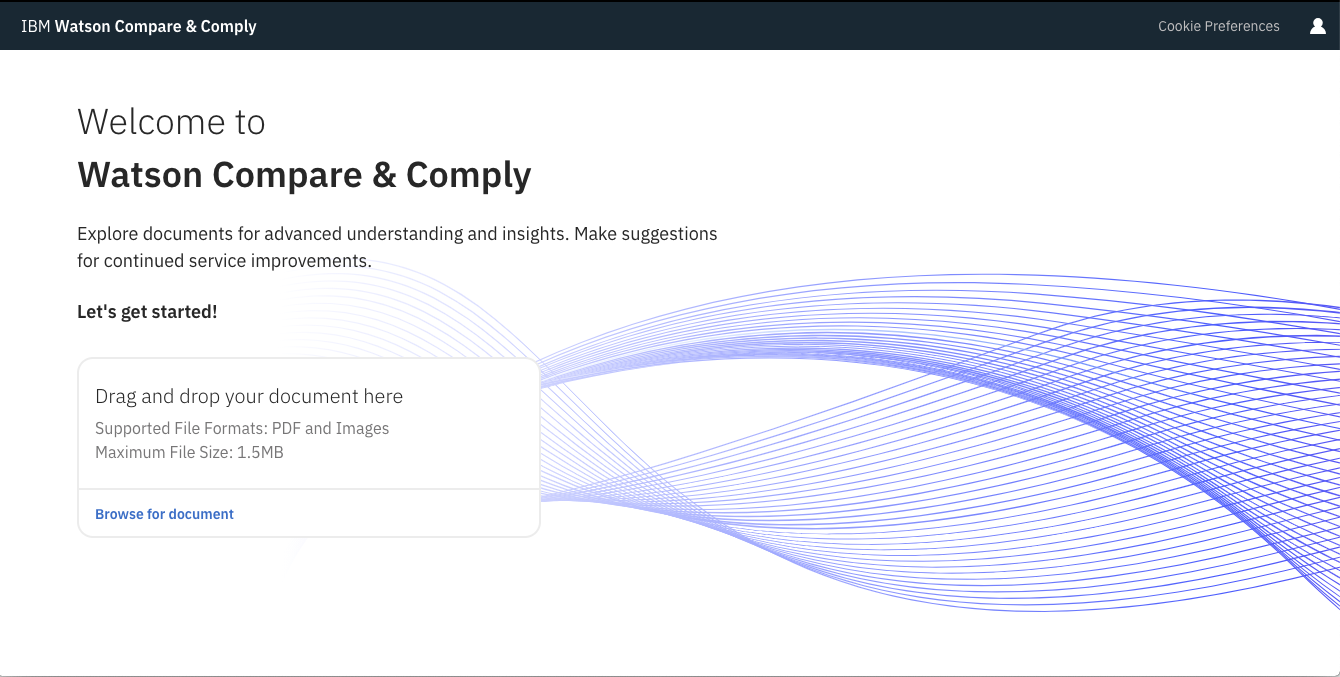 IBM Watson Compare & Comply
Cookie Preferences
Welcome to
Watson Compare & Comply
Explore documents for advanced understanding and insights. Make suggestions
for continued service improvements.
Let's get started!
Drag and drop your document here
Supported File Formats: PDF and Images
Maximum File Size: 1.5MB
Browse for document